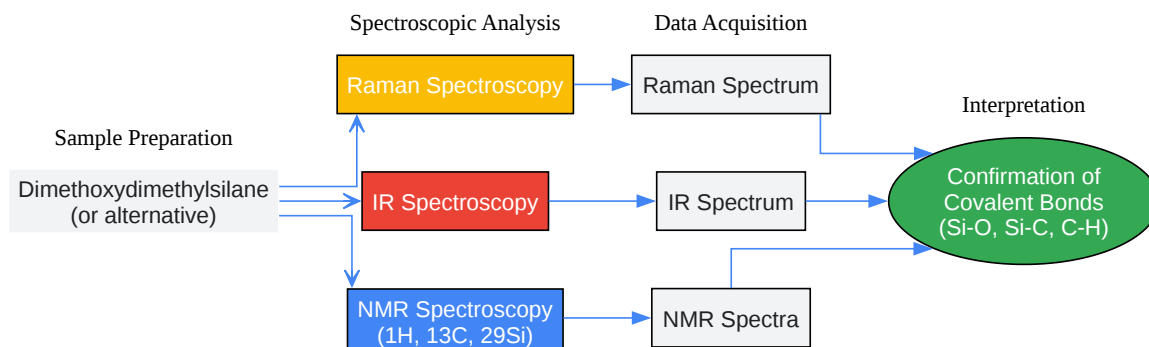 Spectroscopic Analysis
Data Acquisition
Raman Spectroscopy
Raman Spectrum
Interpretation
Sample Preparation
Dimethoxydimethylsilane
(or alternative)
IR Spectroscopy
IR Spectrum
Confirmation of
Covalent Bonds
(Si-O, Si-C, C-H)
NMR Spectroscopy
(1H, 13C, 29Si)
NMR Spectra